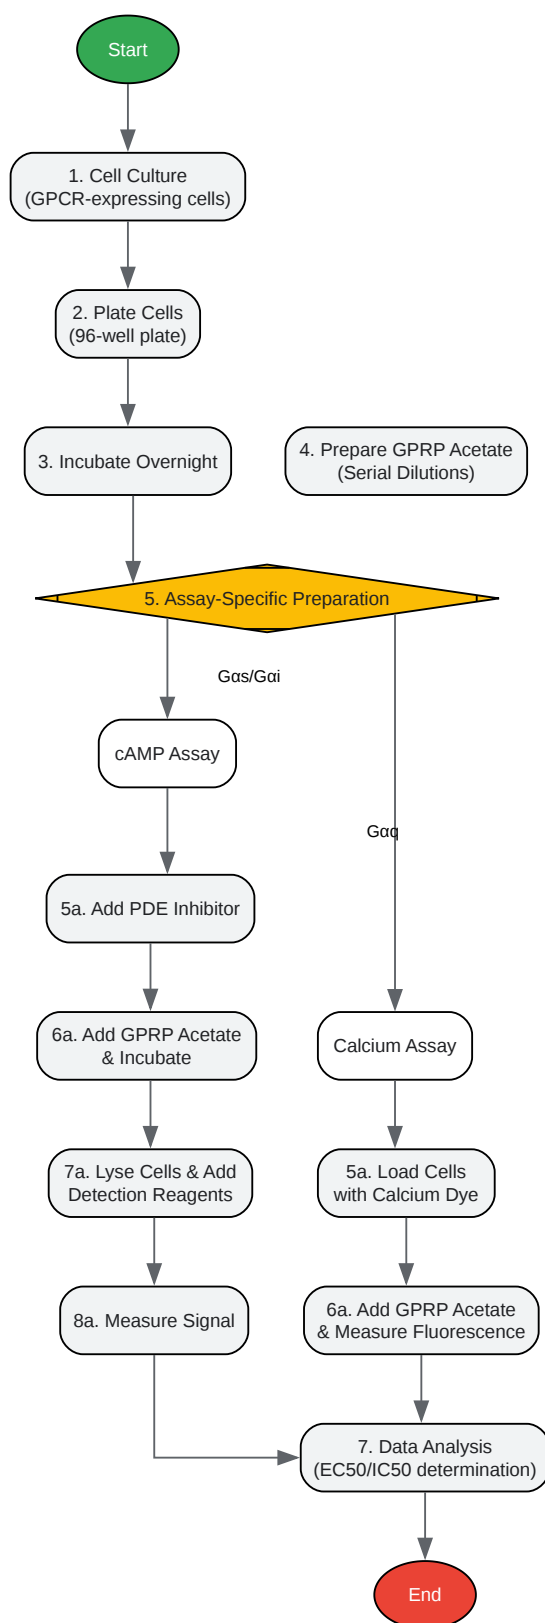 Start
1. Cell Culture
(GPCR-expressing cells)
2. Plate Cells
(96-well plate)
3. Incubate Overnight
4. Prepare GPRP Acetate
(Serial Dilutions)
5. Assay-Specific Preparation
Gαs/Gαi
cAMP Assay
Gαq
5a. Add PDE Inhibitor
6a. Add GPRP Acetate
& Incubate
Calcium Assay
7a. Lyse Cells & Add
Detection Reagents
5a. Load Cells
with Calcium Dye
8a. Measure Signal
6a. Add GPRP Acetate
& Measure Fluorescence
7. Data Analysis
(EC50/IC50 determination)
End